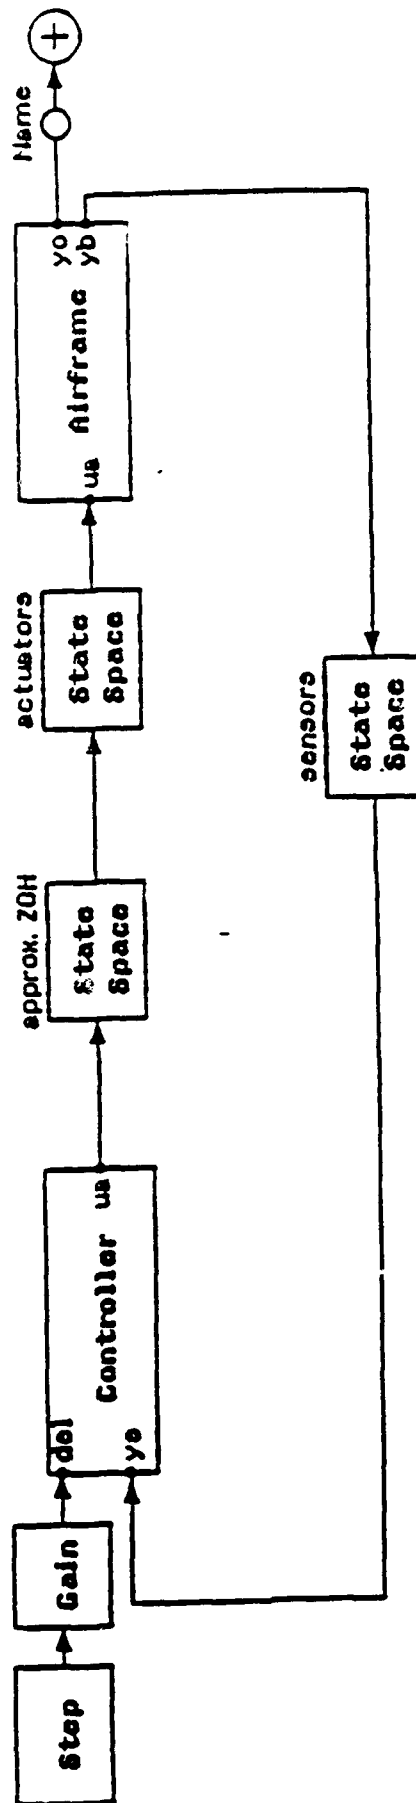 Step
Gain
del
ye
Controller
ua
approx. ZOH
State
Space
actuators
State
Space
ua
Airframe
yo
yb
Name
+
sensors
State
Space